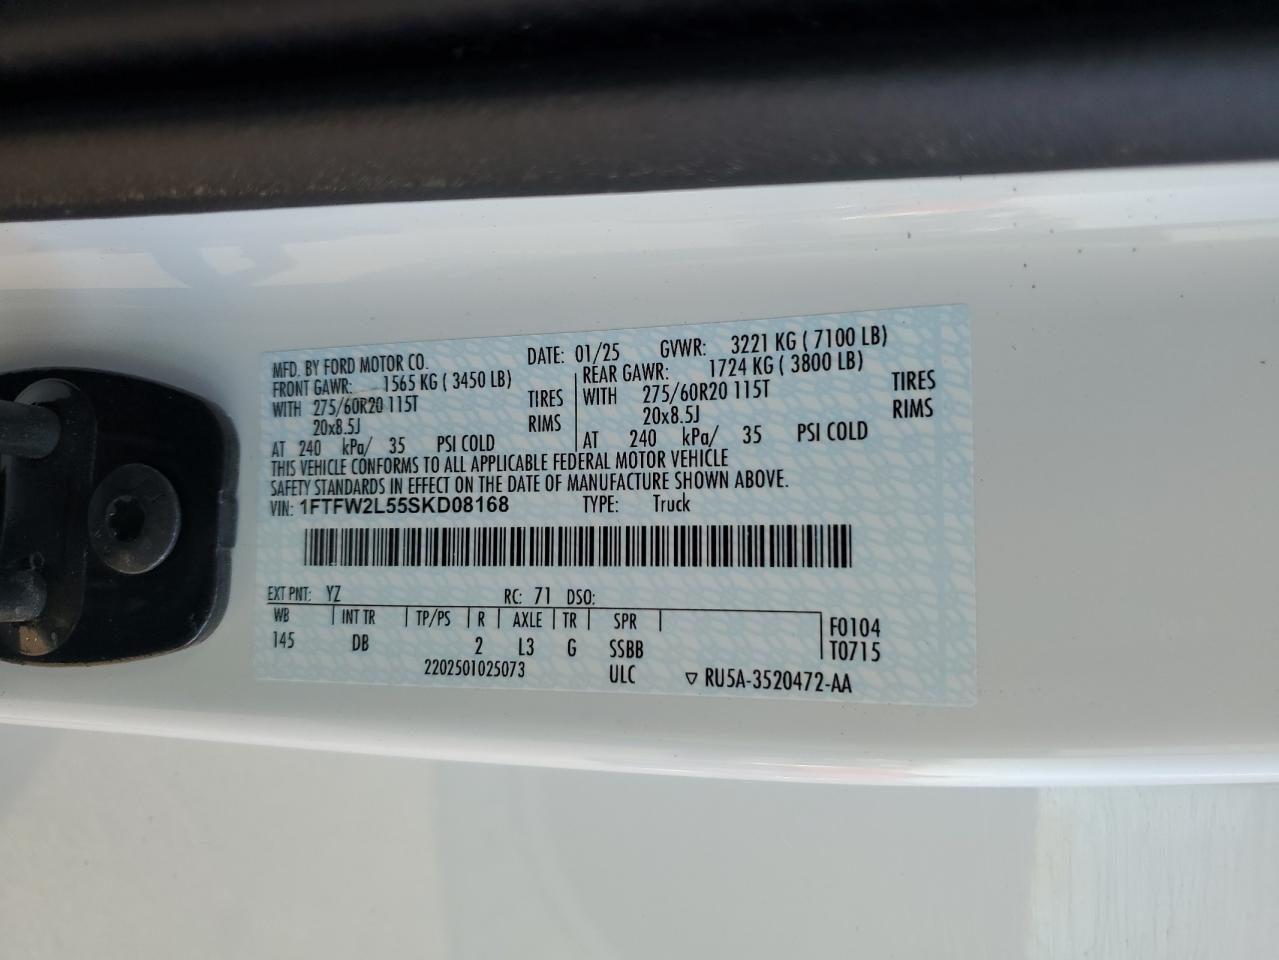 MFD. BY FORD MOTOR CO. DATE: 01/25 GVWR: 3221 KG ( 7100 LB)
FRONT GAWR: 1565 KG ( 3450 LB) REAR GAWR: 1724 KG ( 3800 LB)
WITH 275/60R20 115T TIRES WITH 275/60R20 115T TIRES
20x8.5J RIMS 20x8.5J RIMS
AT 240 kPa/ 35 PSI COLD AT 240 kPa/ 35 PSI COLD
THIS VEHICLE CONFORMS TO ALL APPLICABLE FEDERAL MOTOR VEHICLE
SAFETY STANDARDS IN EFFECT ON THE DATE OF MANUFACTURE SHOWN ABOVE.
VIN: 1FTFW2L55SKD08168 TYPE: Truck
EXT PNT: YZ RC: 71 DSO:
WB INT TR TP/PS R AXLE TR SPR F0104
145 DB 2 L3 G SSBB T0715
2202501025073 ULC ▽ RU5A-3520472-AA